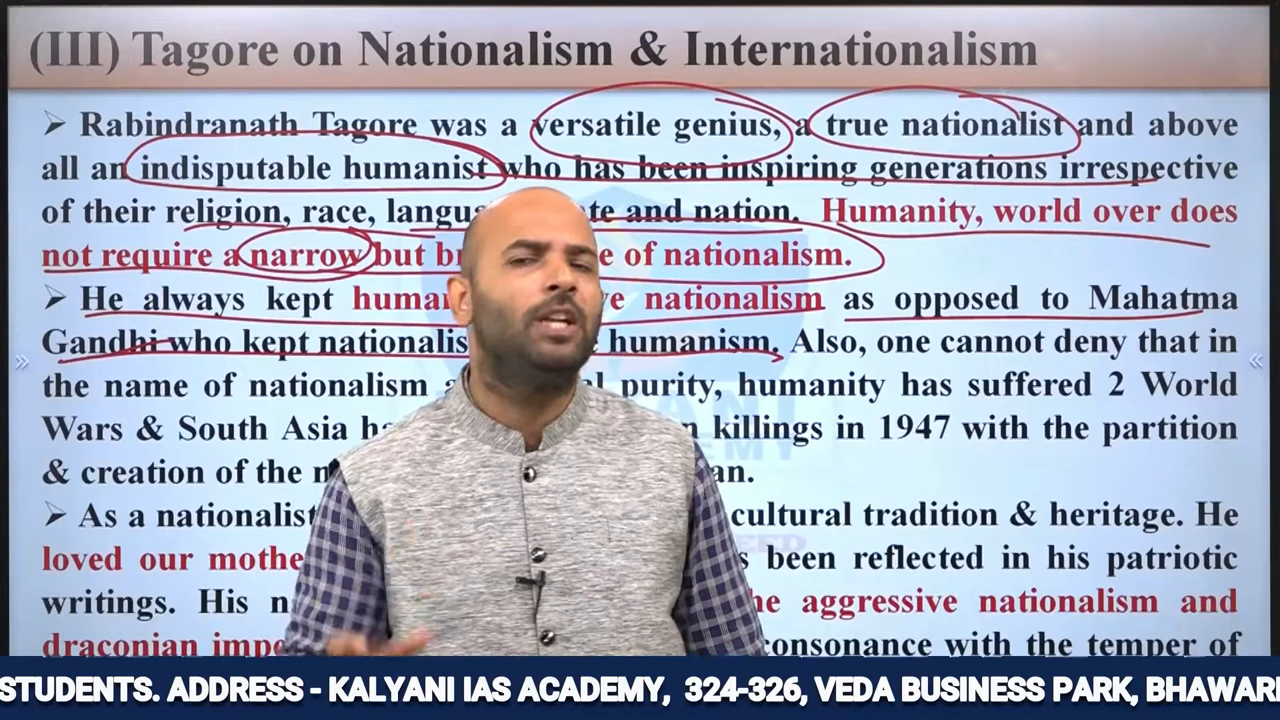 (III) Tagore on Nationalism & Internationalism
➢ Rabindranath Tagore was a versatile genius, a true nationalist and above
all an indisputable humanist who has been inspiring generations irrespective
of their religion, race, te and nation. Humanity, world over does
not require a narrow but e of nationalism.
➢ He always kept nationalism as opposed to Mahatma
Gandhi who kept humanism. Also, one cannot deny that in
the name of nationalism purity, humanity has suffered 2 World
Wars & South Asia killings in 1947 with the partition
& creation of the
➢ As a nationalist cultural tradition & heritage. He
loved our been reflected in his patriotic
writings. His aggressive nationalism and
draconian consonance with the temper of
STUDENTS. ADDRESS - KALYANI IAS ACADEMY, 324-326, VEDA BUSINESS PARK,